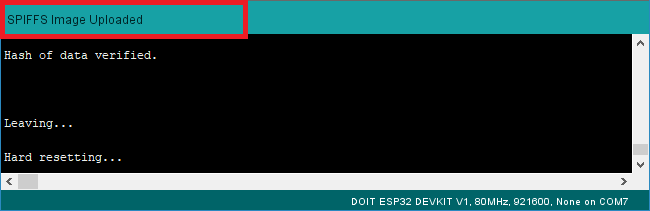 SPIFFS Image Uploaded
Hash of data verified.
Leaving...
Hard resetting...
DOIT ESP32 DEVKIT V1, 80MHz, 921600, None on COM7